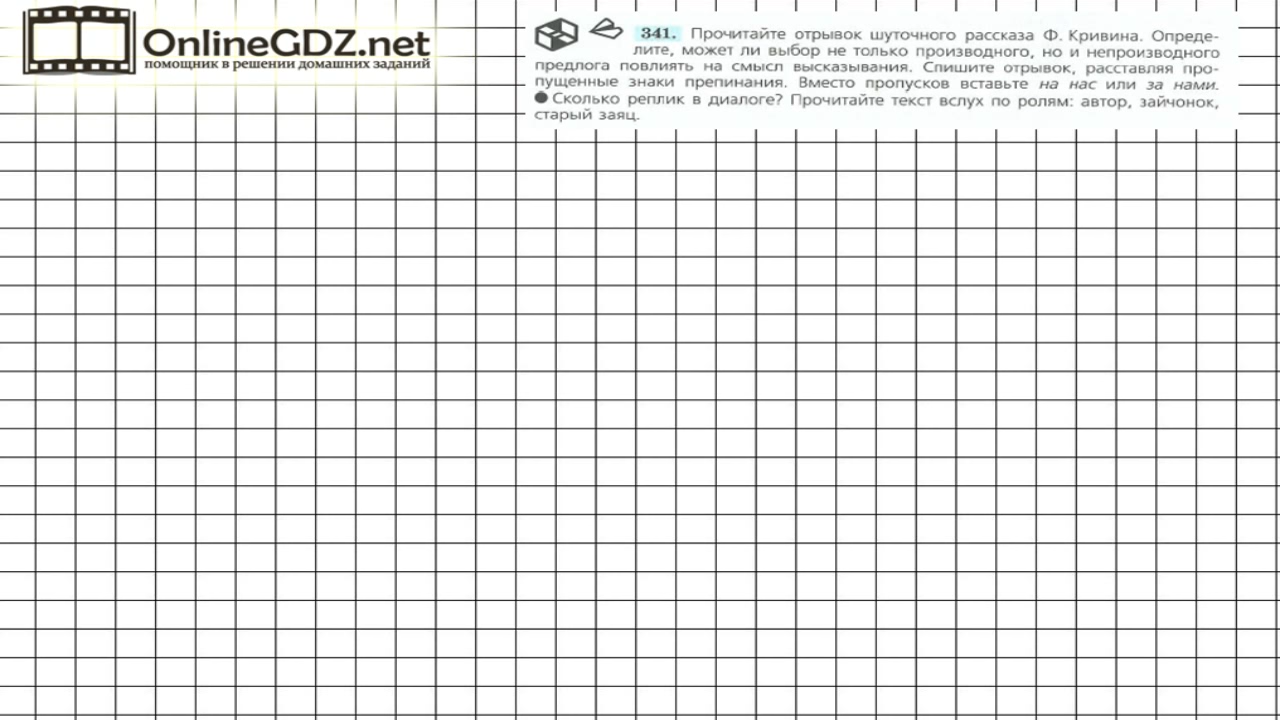 OnlineGDZ.net
помощник в решении домашних заданий
341. Прочитайте отрывок шуточного рассказа Ф. Кривина. Опреде-
лите, может ли выбор не только производного, но и непроизводного
предлога повлиять на смысл высказывания. Спишите отрывок, расставляя про-
пущенные знаки препинания. Вместо пропусков вставьте на нас или за нами.
● Сколько реплик в диалоге? Прочитайте текст вслух по ролям: автор, зайчонок,
старый заяц.